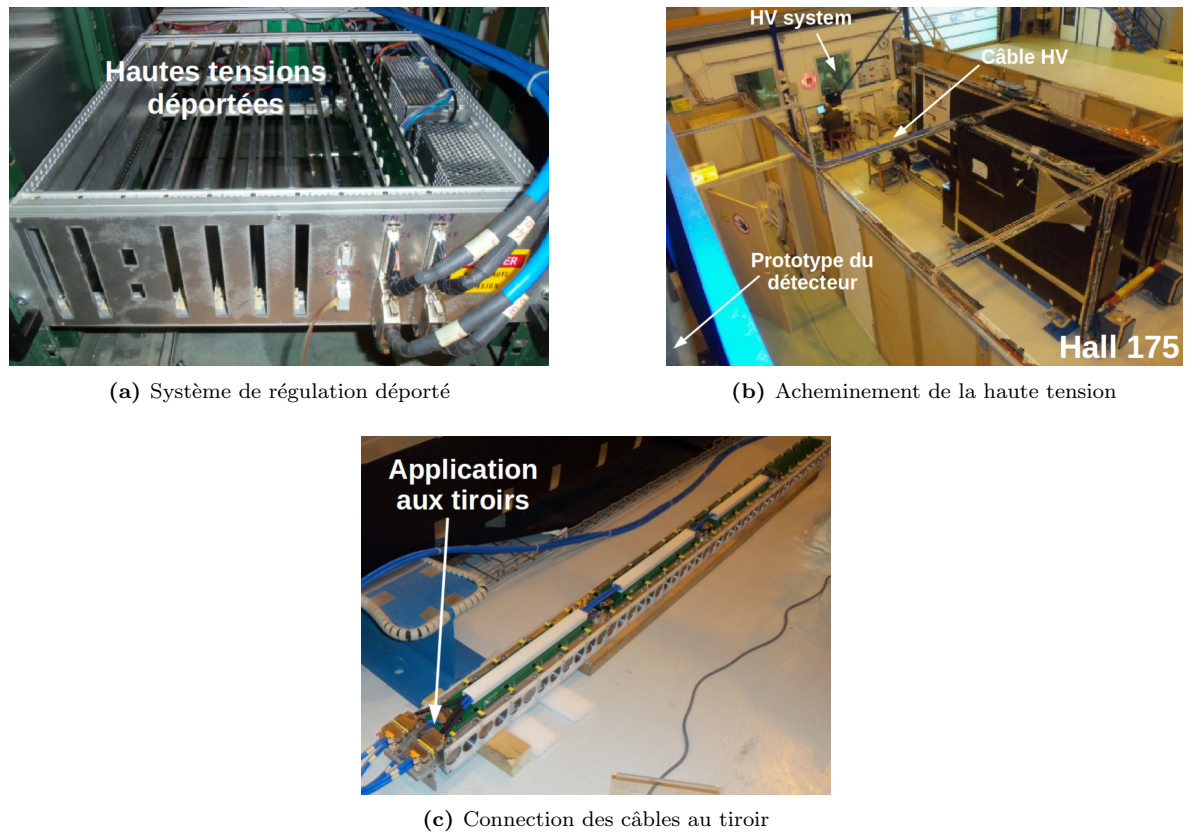 Hautes tensions
déportées
(a) Système de régulation déporté
HV system
Câble HV
Prototype du
détecteur
Hall 175
(b) Acheminement de la haute tension
Application
aux tiroirs
(c) Connection des câbles au tiroir